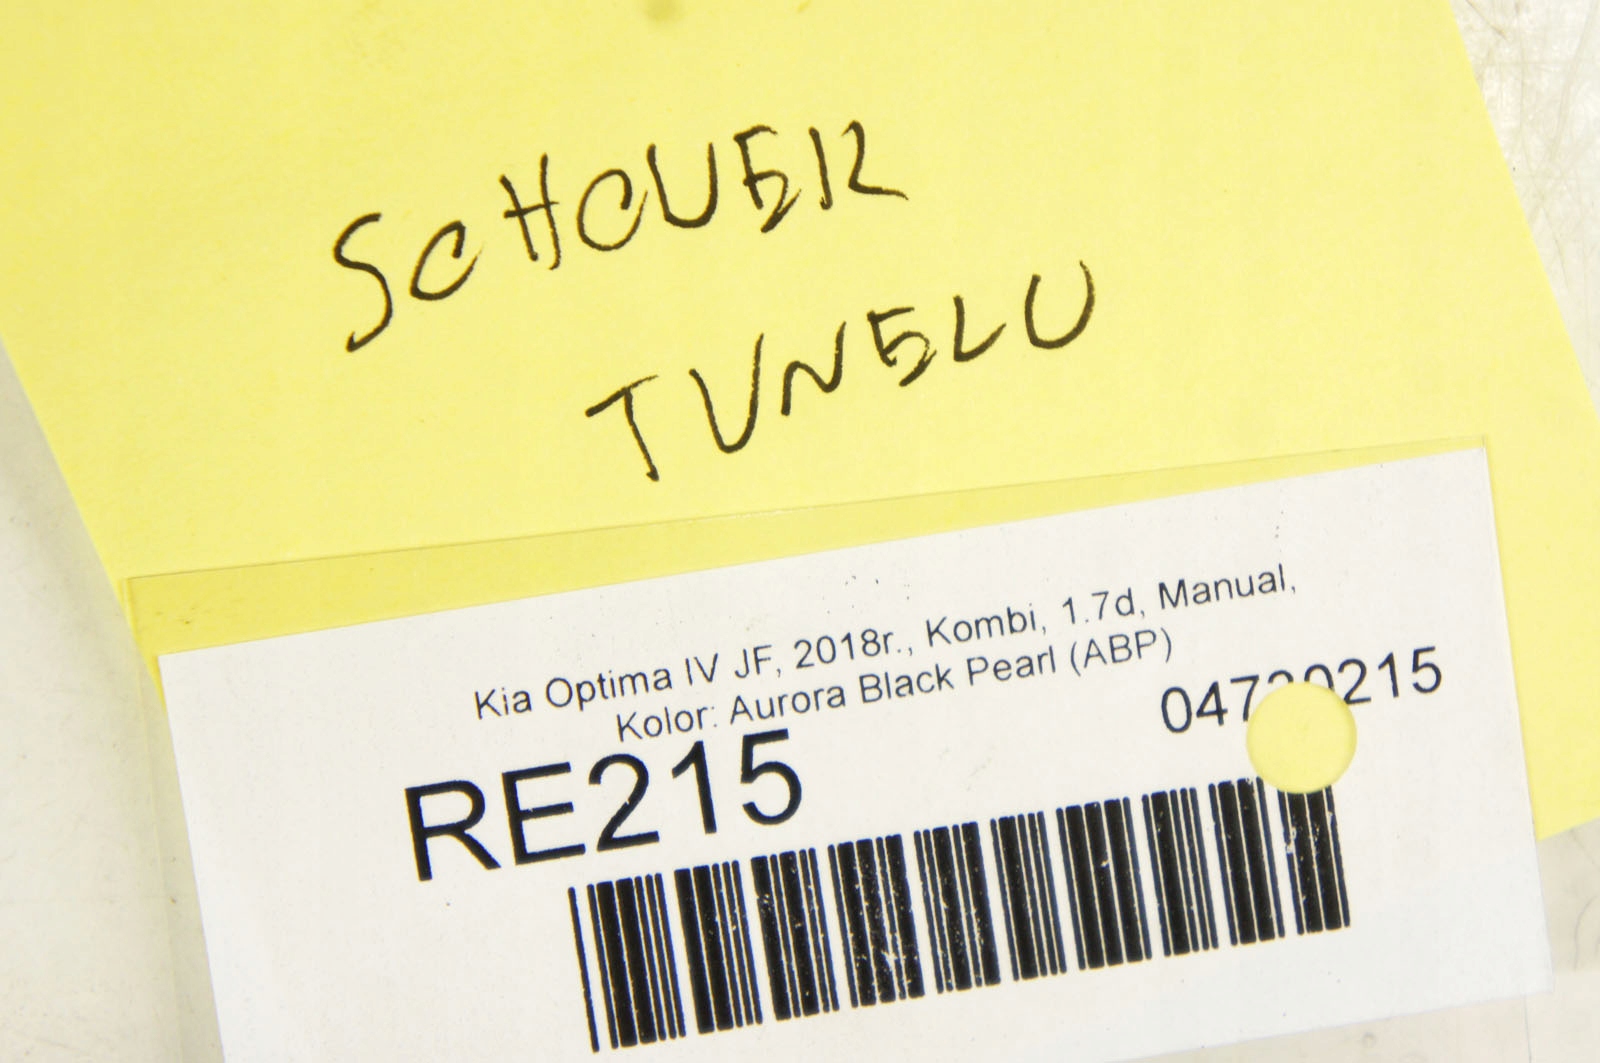 SCHOWEK
TUNELU
Kia Optima IV JF, 2018r., Kombi, 1.7d, Manual,
Kolor: Aurora Black Pearl (ABP)
RE215